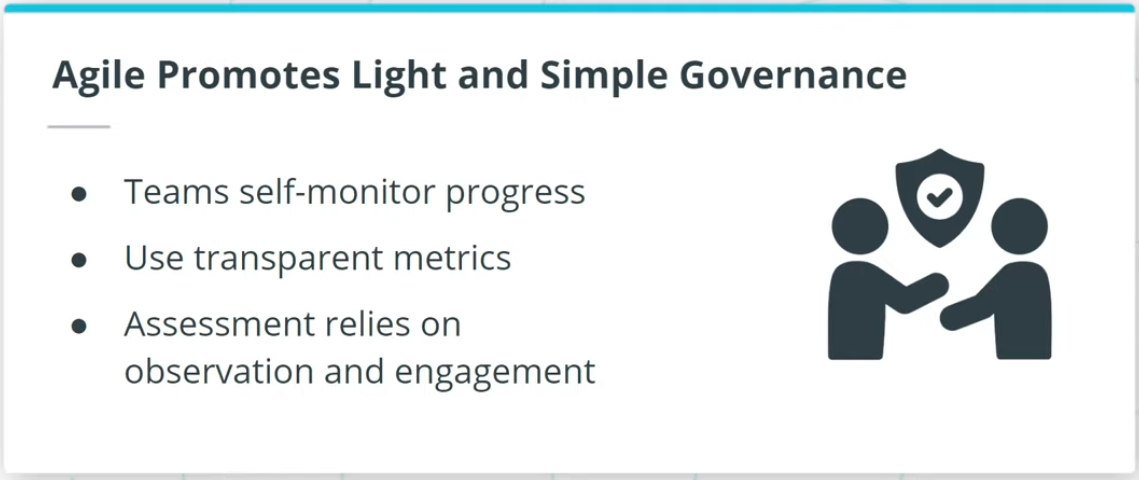 Agile Promotes Light and Simple Governance
● Teams self-monitor progress
● Use transparent metrics
● Assessment relies on
observation and engagement